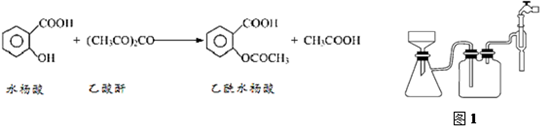 COOH
OH
+ (CH₃CO)₂CO
COOH
OCOCH₃
+ CH₃COOH
水杨酸 乙酸酐 乙酰水杨酸
图1